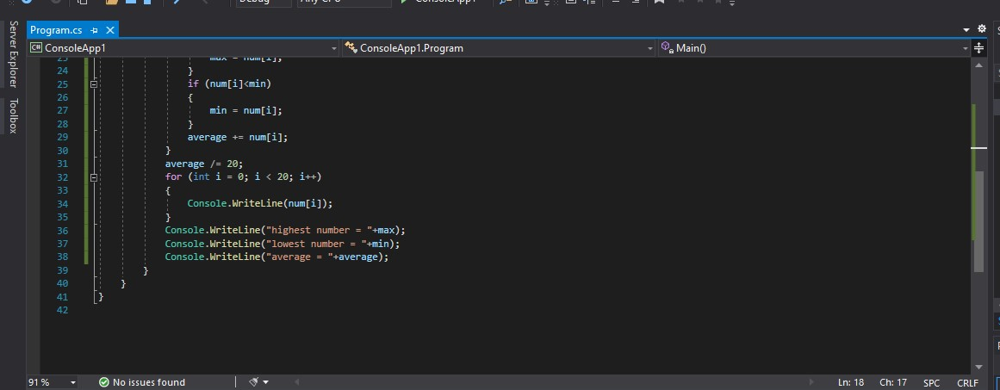 Debug
Any CPU
ConsoleApp1
Server Explorer
Toolbox
Program.cs
ConsoleApp1
ConsoleApp1.Program
Main()
23 max = num[i];
24 }
25 if (num[i]<min)
26 {
27 min = num[i];
28 }
29 average += num[i];
30 }
31 average /= 20;
32 for (int i = 0; i < 20; i++)
33 {
34 Console.WriteLine(num[i]);
35 }
36 Console.WriteLine("highest number = "+max);
37 Console.WriteLine("lowest number = "+min);
38 Console.WriteLine("average = "+average);
39 }
40 }
41 }
42
91 %
No issues found
Ln: 18
Ch: 17
SPC
CRLF